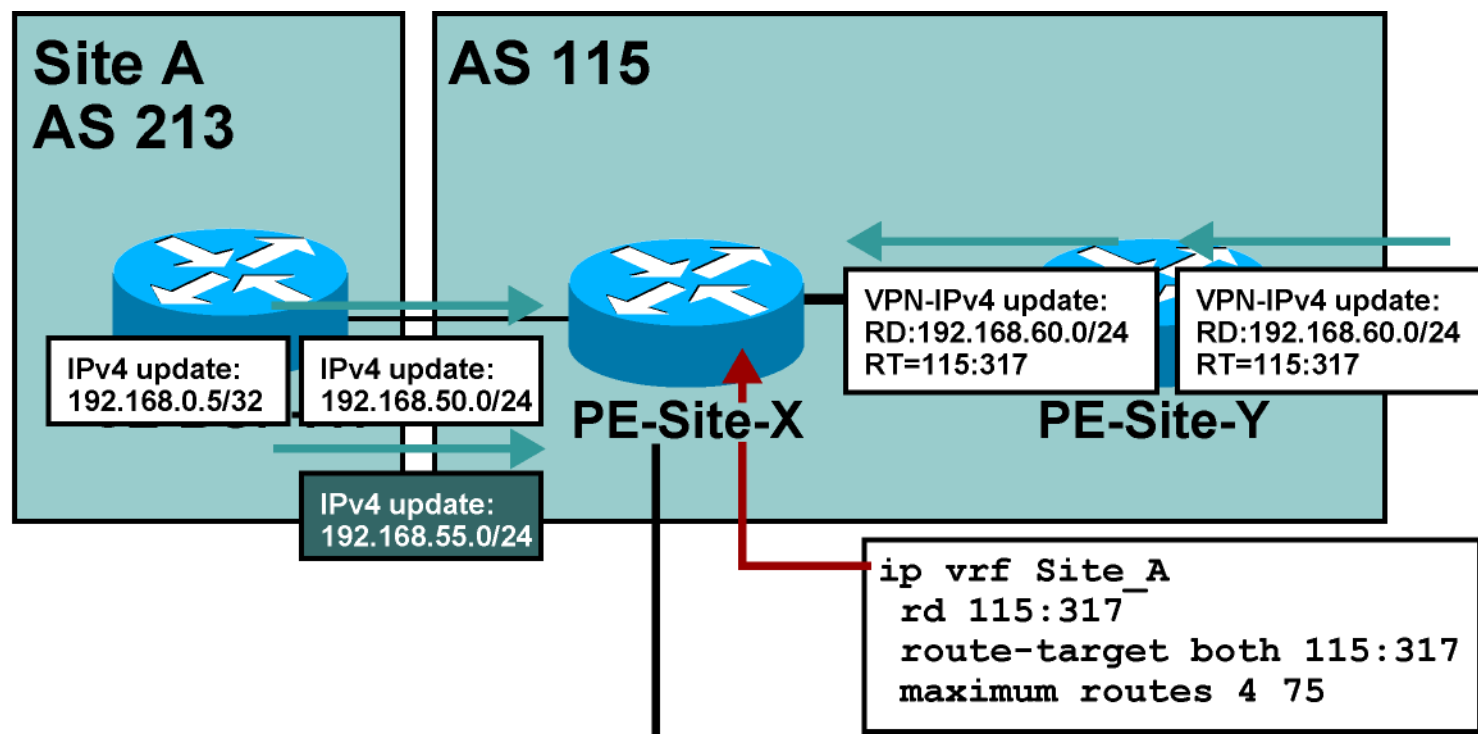 Site A
AS 213
AS 115
IPv4 update:
192.168.0.5/32
IPv4 update:
192.168.50.0/24
IPv4 update:
192.168.55.0/24
PE-Site-X
VPN-IPv4 update:
RD:192.168.60.0/24
RT=115:317
VPN-IPv4 update:
RD:192.168.60.0/24
RT=115:317
PE-Site-Y
ip vrf Site_A
rd 115:317
route-target both 115:317
maximum routes 4 75